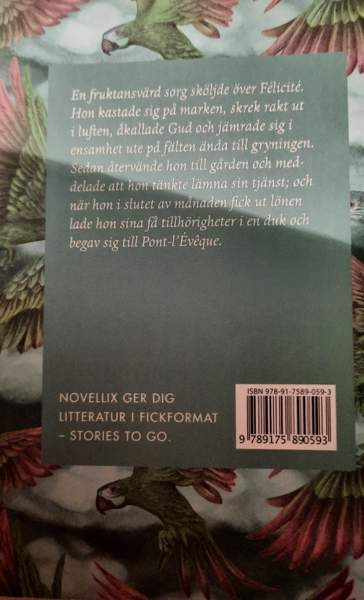 En fruktansvärd sorg sköljde över Félicité.
Hon kastade sig på marken, skrek rakt ut
i luften, åkallade Gud och jämrade sig i
ensamhet ute på fälten ända till gryningen.
Sedan återvände hon till gården och med-
delade att hon tänkte lämna sin tjänst; och
när hon i slutet av månaden fick ut lönen
lade hon sina få tillhörigheter i en duk och
begav sig till Pont-l'Évêque.
NOVELLIX GER DIG
LITTERATUR I FICKFORMAT
– STORIES TO GO.
ISBN 978-91-7589-059-3
9 789175 890593